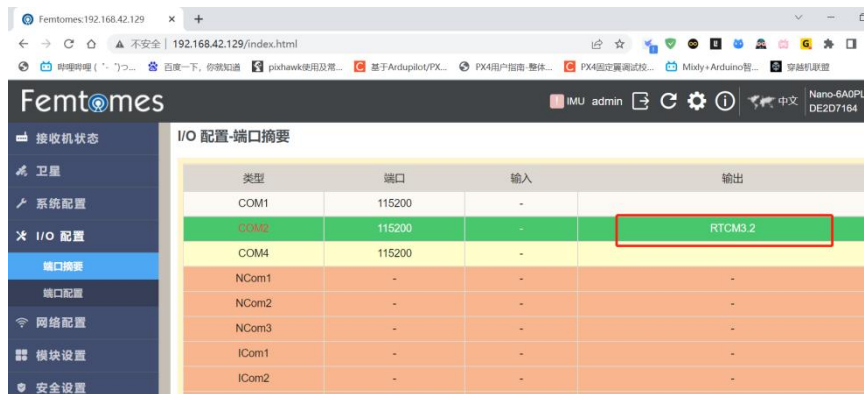 Femtomes:192.168.42.129
不安全 | 192.168.42.129/index.html
哔哩哔哩 ( ゜- ゜)つ... 百度一下，你就知道 pixhawk使用及常... 基于Ardupilot/PX... PX4用户指南-整体... PX4固定翼调试校... Mixly+Arduino智... 穿越机联盟
Femtomes IMU admin 中文 Nano-6A0PL
DE2D7164
接收机状态
卫星
系统配置
I/O 配置
端口摘要
端口配置
网络配置
模块设置
安全设置
I/O 配置-端口摘要
类型 端口 输入 输出
COM1 115200 -
COM2 115200 - RTCM3.2
COM4 115200 -
NCom1 - - -
NCom2 - - -
NCom3 - - -
ICom1 - - -
ICom2 - - -